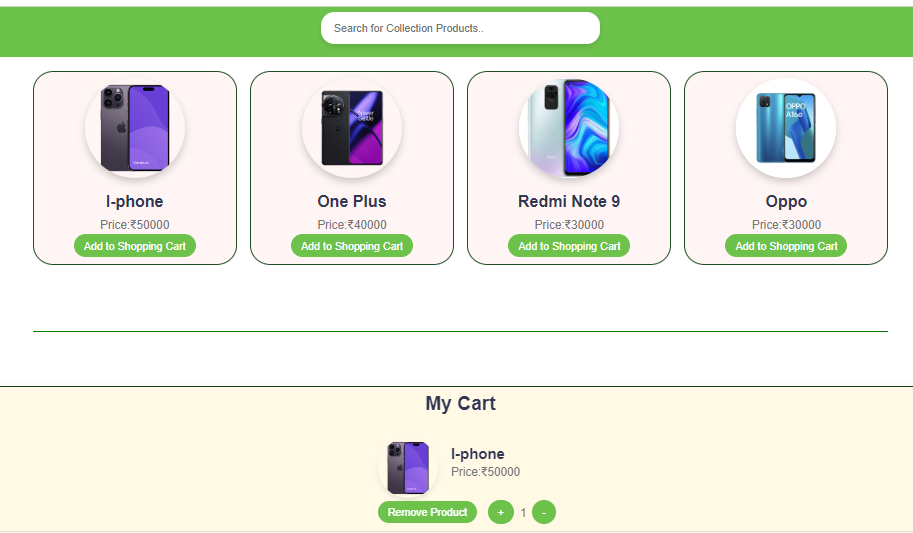 Search for Collection Products..
OPPO
A16e
I-phone
One Plus
Redmi Note 9
Oppo
Price:₹50000
Price:₹40000
Price:₹30000
Price:₹30000
Add to Shopping Cart
Add to Shopping Cart
Add to Shopping Cart
Add to Shopping Cart
My Cart
I-phone
Price:₹50000
Remove Product
+ 1 -